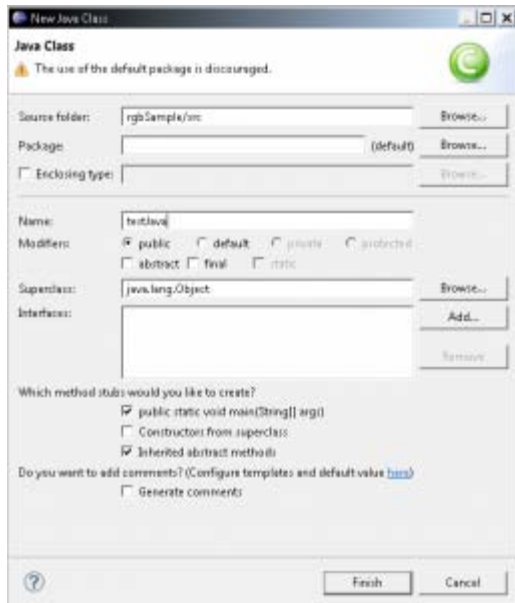 New Java Class
Java Class
The use of the default package is discouraged.
Source folder: rgbSample/src Browse...
Package: (default) Browse...
Enclosing type: Browse...
Name: testJava
Modifiers: public default private protected
abstract final static
Superclass: java.lang.Object Browse...
Interfaces: Add...
Remove
Which method stubs would you like to create?
public static void main(String[] args)
Constructors from superclass
Inherited abstract methods
Do you want to add comments? (Configure templates and default value here)
Generate comments
Finish Cancel